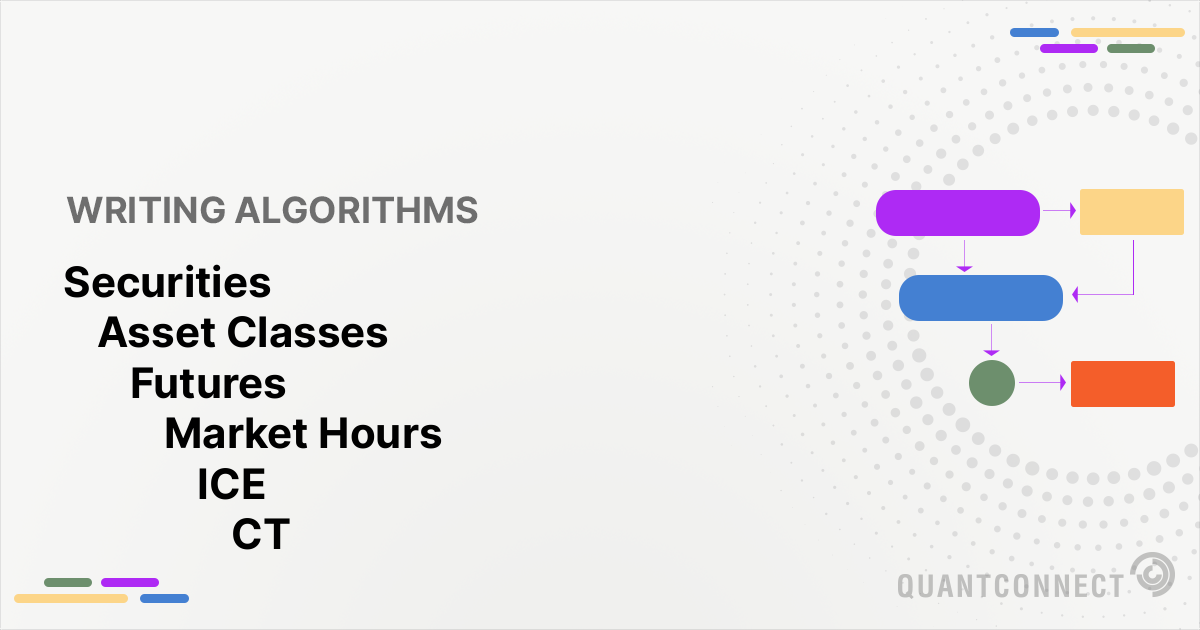 WRITING ALGORITHMS
Securities
Asset Classes
Futures
Market Hours
ICE
CT
QUANTCONNECT